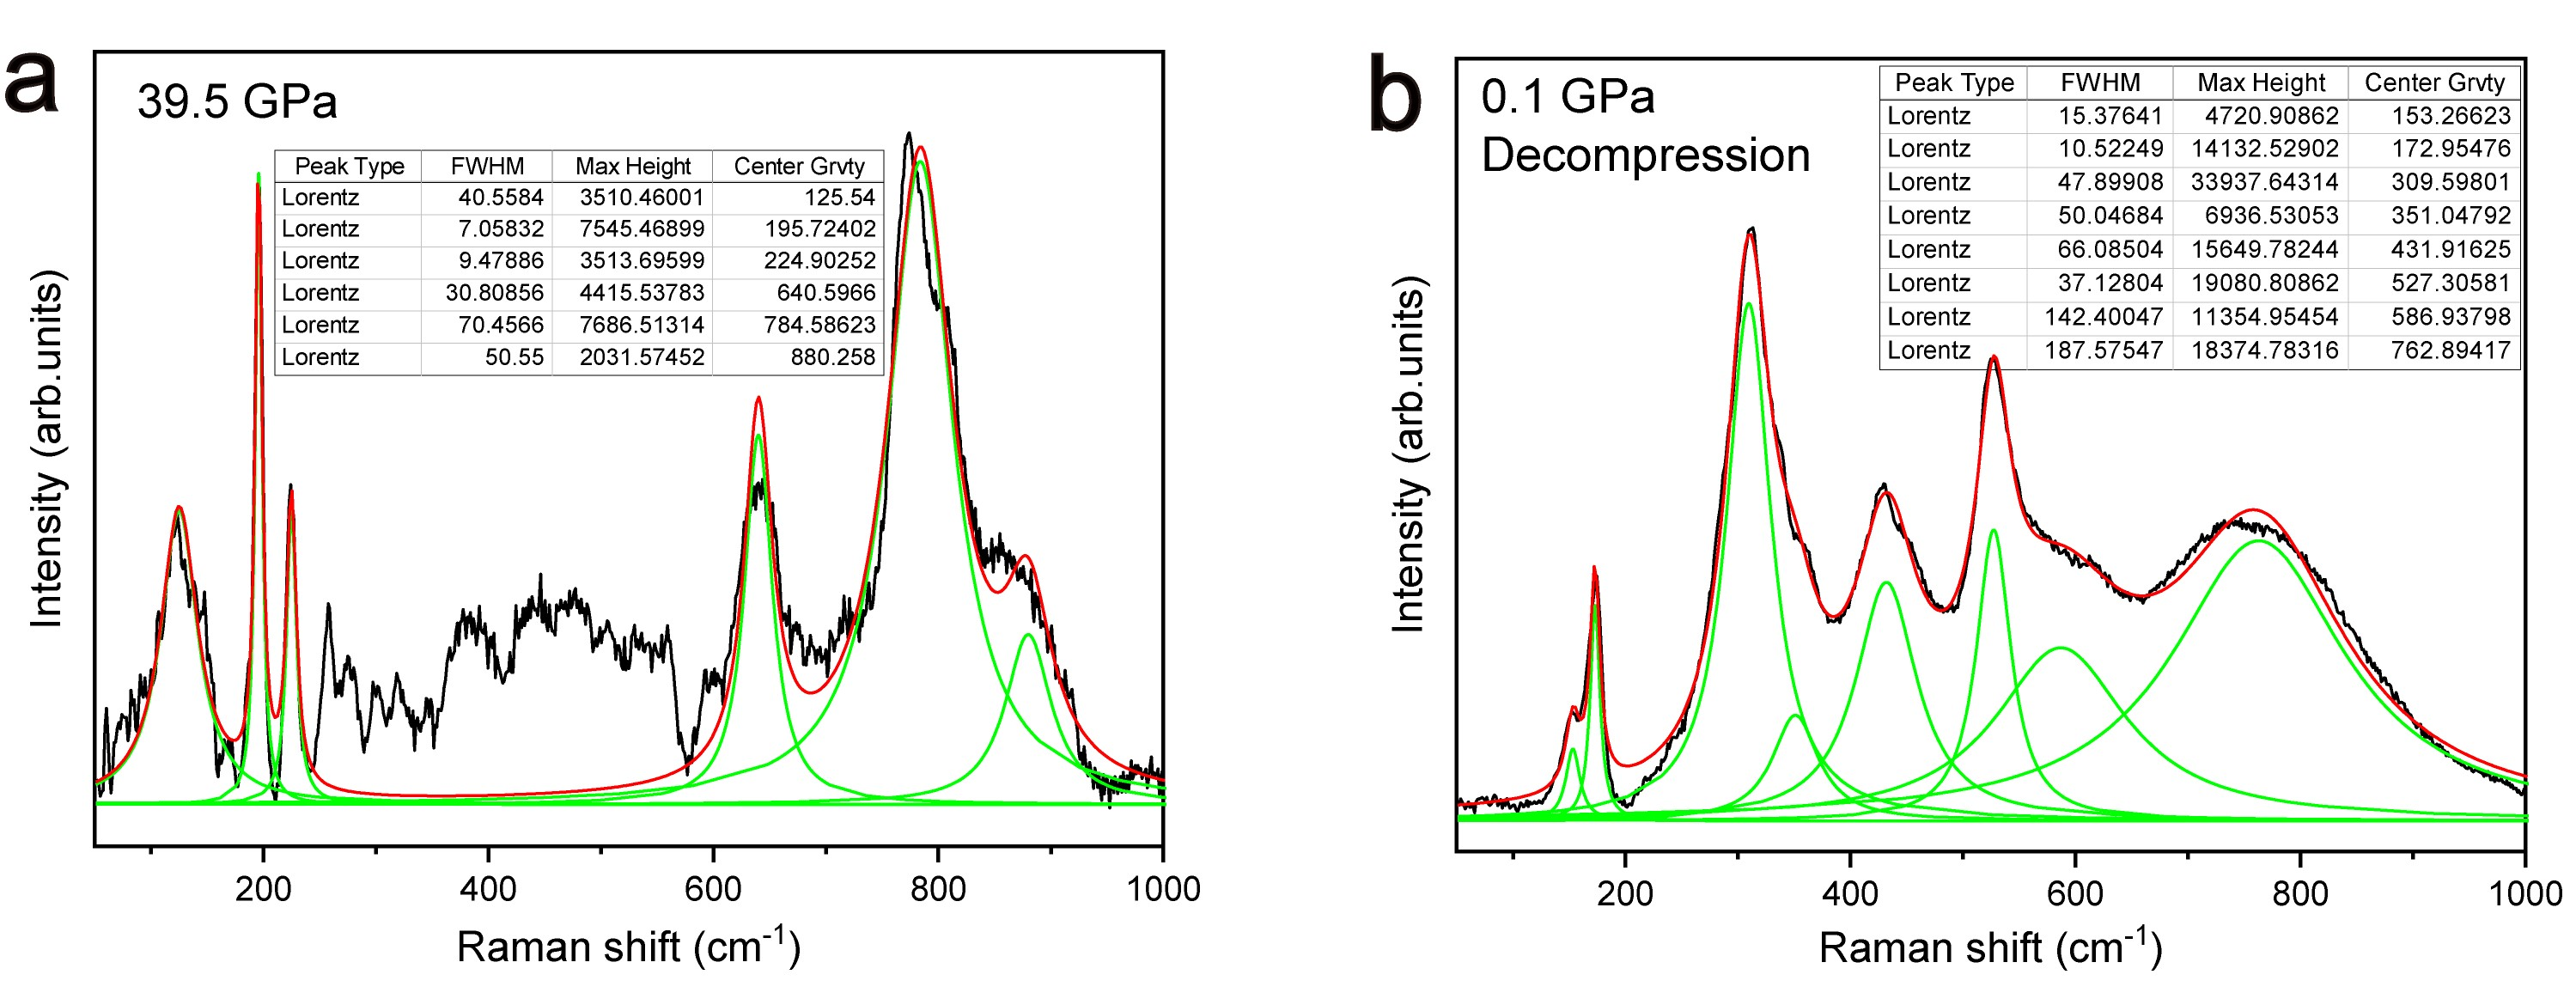 a
39.5 GPa
Peak Type FWHM Max Height Center Grvty
Lorentz 40.5584 3510.46001 125.54
Lorentz 7.05832 7545.46899 195.72402
Lorentz 9.47886 3513.69599 224.90252
Lorentz 30.80856 4415.53783 640.5966
Lorentz 70.4566 7686.51314 784.58623
Lorentz 50.55 2031.57452 880.258
Intensity (arb.units)
200 400 600 800 1000
Raman shift (cm-1)
b
0.1 GPa
Decompression
Peak Type FWHM Max Height Center Grvty
Lorentz 15.37641 4720.90862 153.26623
Lorentz 10.52249 14132.52902 172.95476
Lorentz 47.89908 33937.64314 309.59801
Lorentz 50.04684 6936.53053 351.04792
Lorentz 66.08504 15649.78244 431.91625
Lorentz 37.12804 19080.80862 527.30581
Lorentz 142.40047 11354.95454 586.93798
Lorentz 187.57547 18374.78316 762.89417
Intensity (arb.units)
200 400 600 800 1000
Raman shift (cm-1)